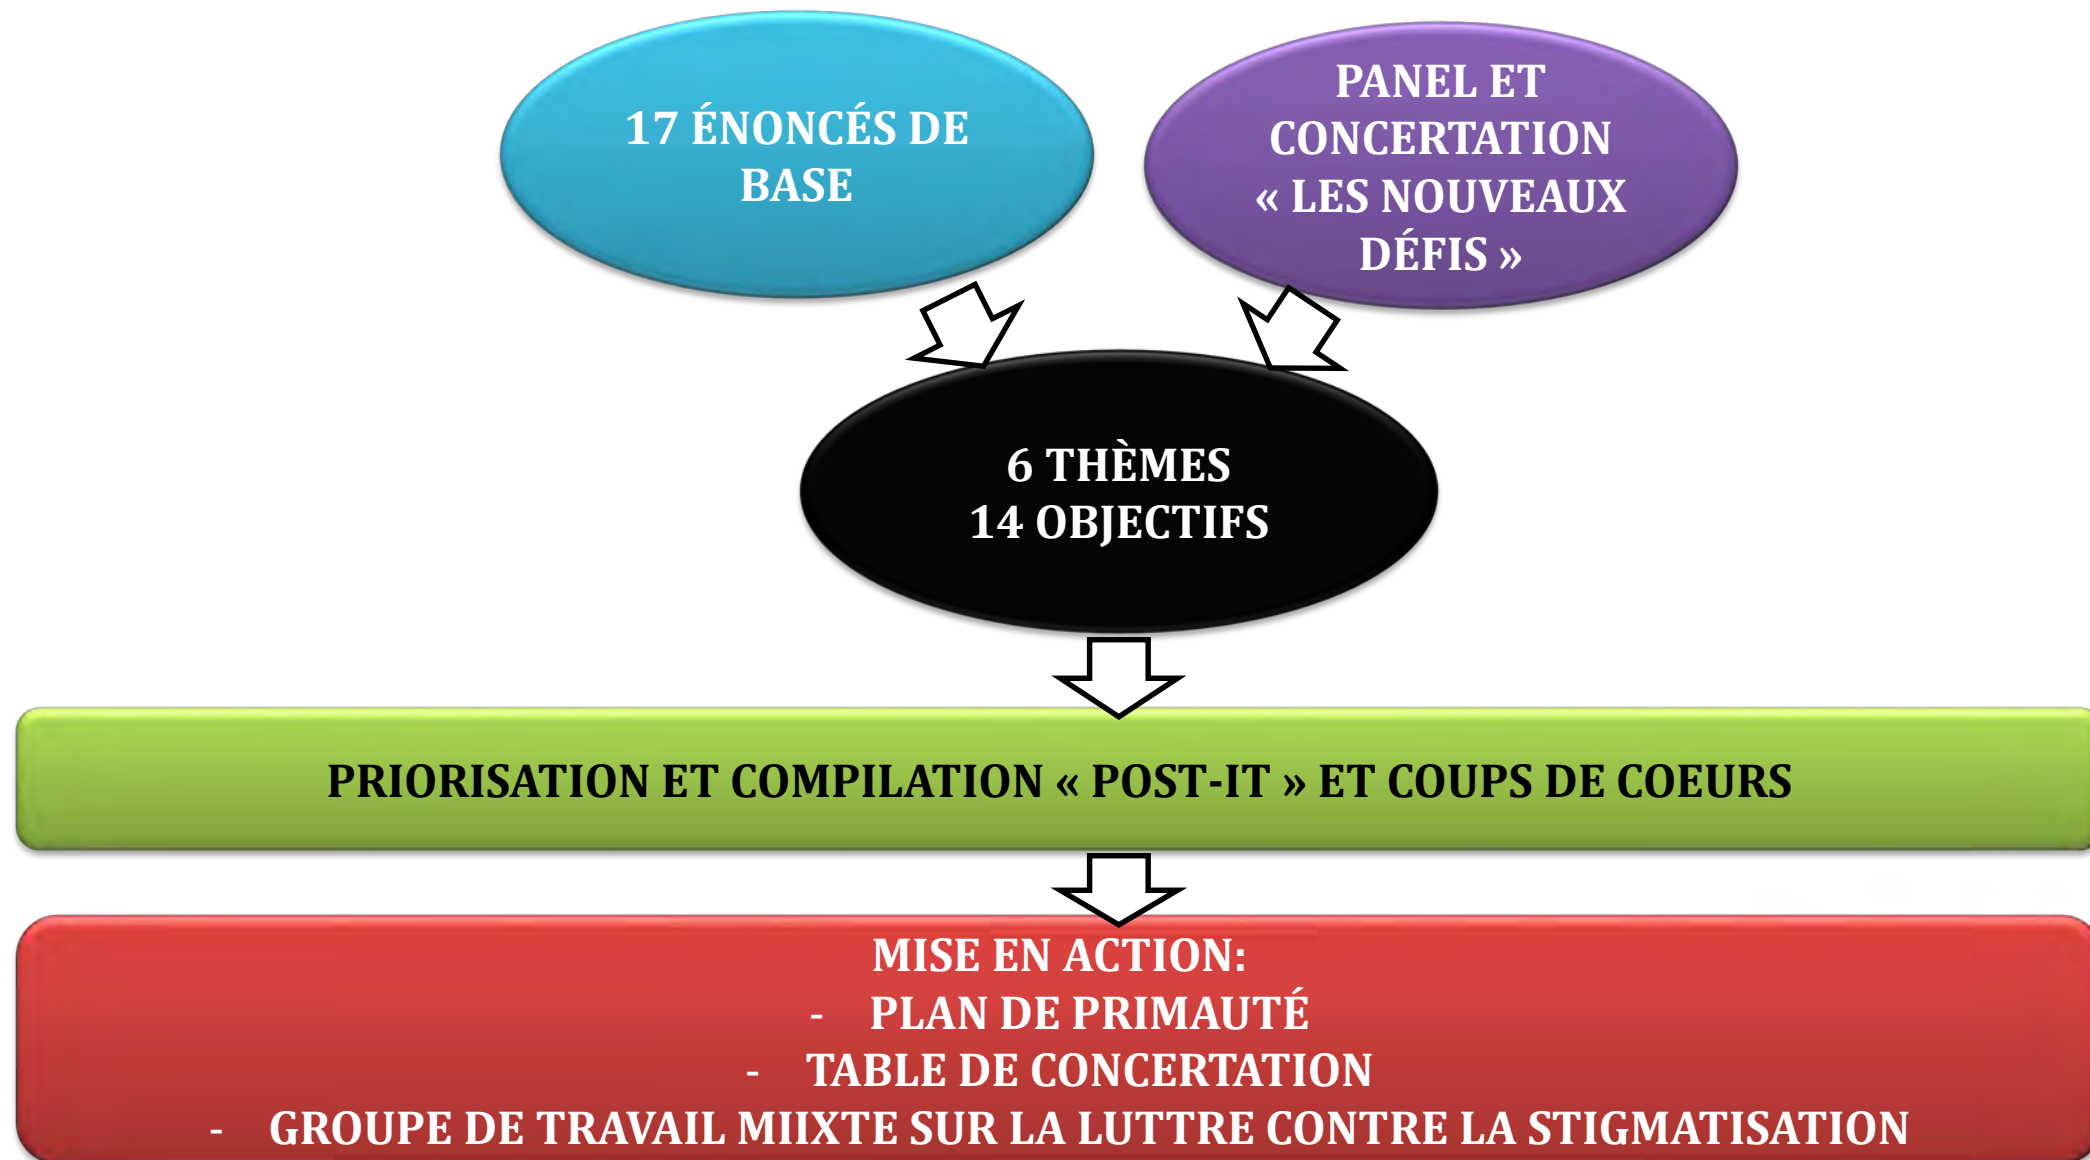 17 ÉNONCÉS DE
BASE
PANEL ET
CONCERTATION
« LES NOUVEAUX
DÉFIS »
6 THÈMES
14 OBJECTIFS
PRIORISATION ET COMPILATION « POST-IT » ET COUPS DE COEURS
MISE EN ACTION:
- PLAN DE PRIMAUTÉ
- TABLE DE CONCERTATION
- GROUPE DE TRAVAIL MIIXTE SUR LA LUTTRE CONTRE LA STIGMATISATION